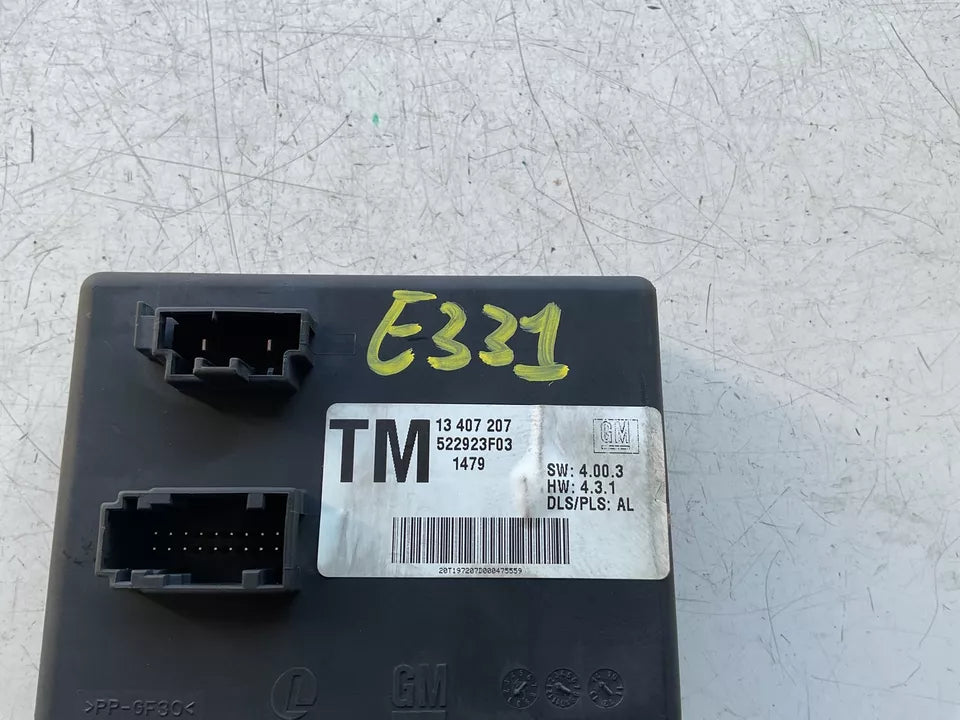 E331
TM
13 407 207
522923F03
1479
GM
SW: 4.00.3
HW: 4.3.1
DLS/PLS: AL
20T197207D000475559
>PP-GF30<
L
GM